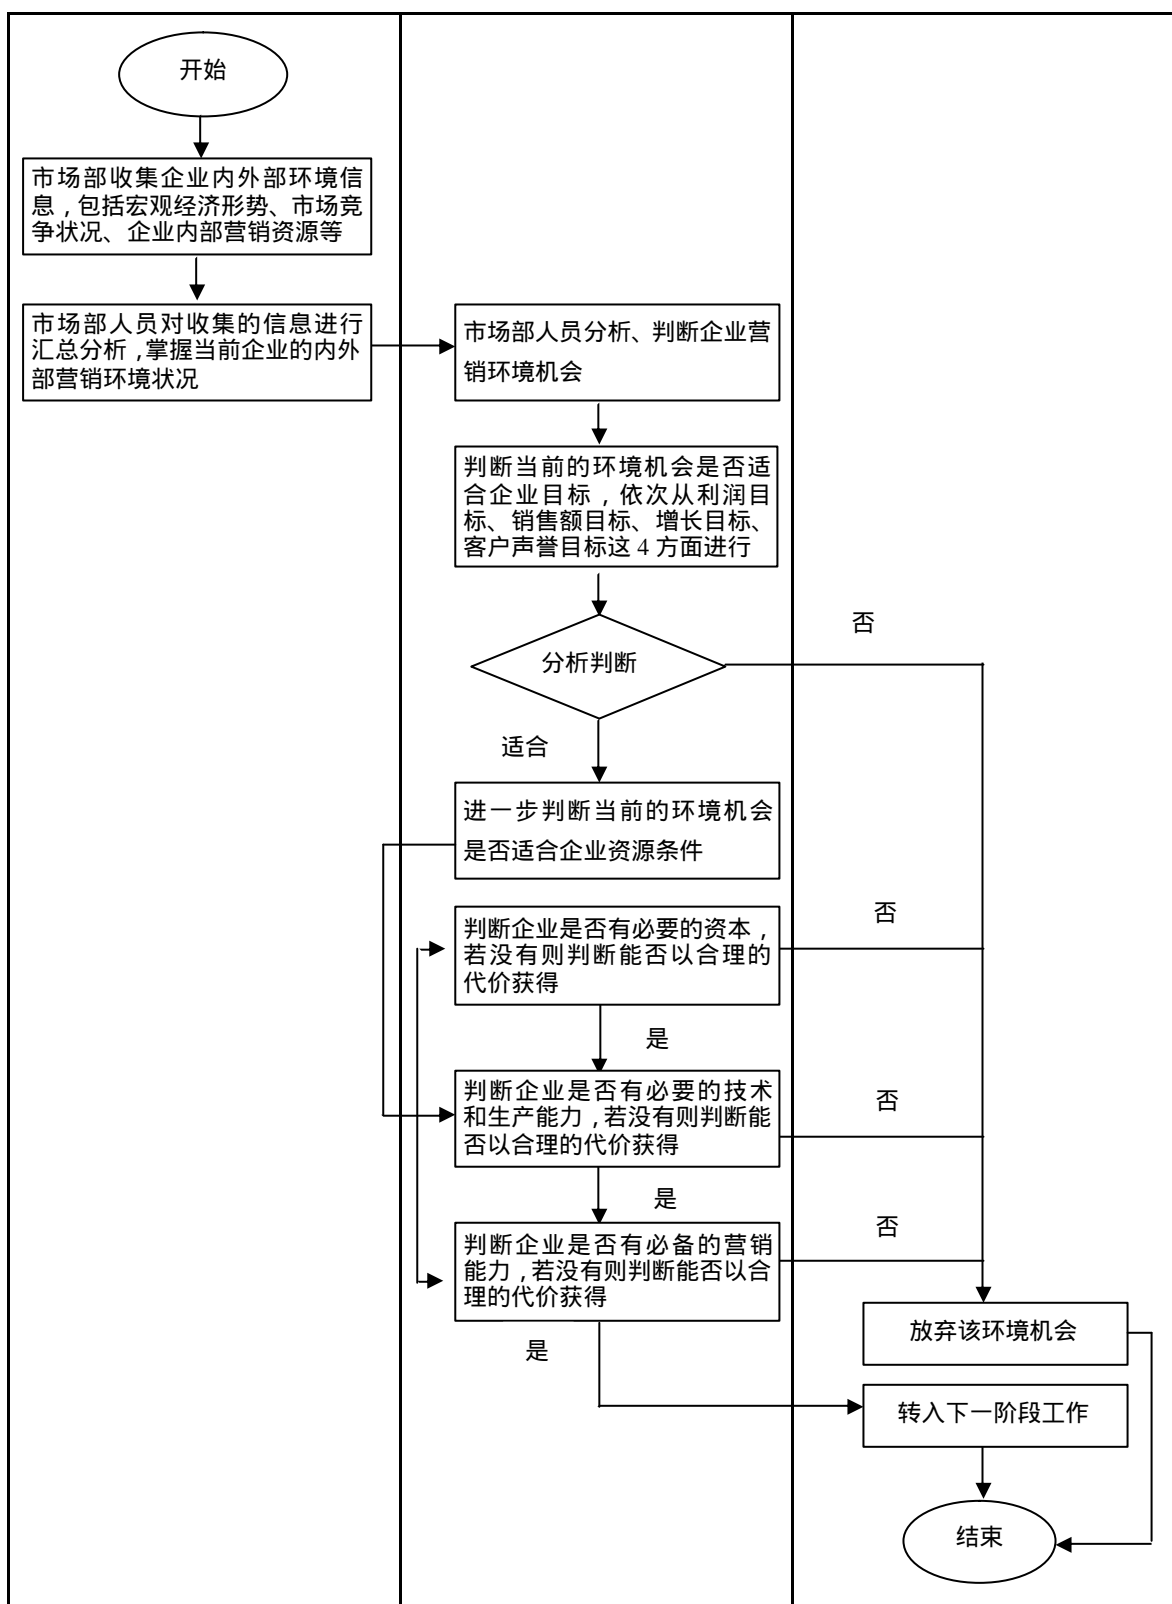 开始
市场部收集企业内外部环境信
息，包括宏观经济形势、市场竞
争状况、企业内部营销资源等
市场部人员对收集的信息进行
汇总分析，掌握当前企业的内外
部营销环境状况
市场部人员分析、判断企业营
销环境机会
判断当前的环境机会是否适
合企业目标，依次从利润目
标、销售额目标、增长目标、
客户声誉目标这 4 方面进行
否
分析判断
适合
进一步判断当前的环境机会
是否适合企业资源条件
判断企业是否有必要的资本，
若没有则判断能否以合理的
代价获得
否
是
判断企业是否有必要的技术
和生产能力，若没有则判断能
否以合理的代价获得
否
是
判断企业是否有必备的营销
能力，若没有则判断能否以合
理的代价获得
否
是
放弃该环境机会
转入下一阶段工作
结束